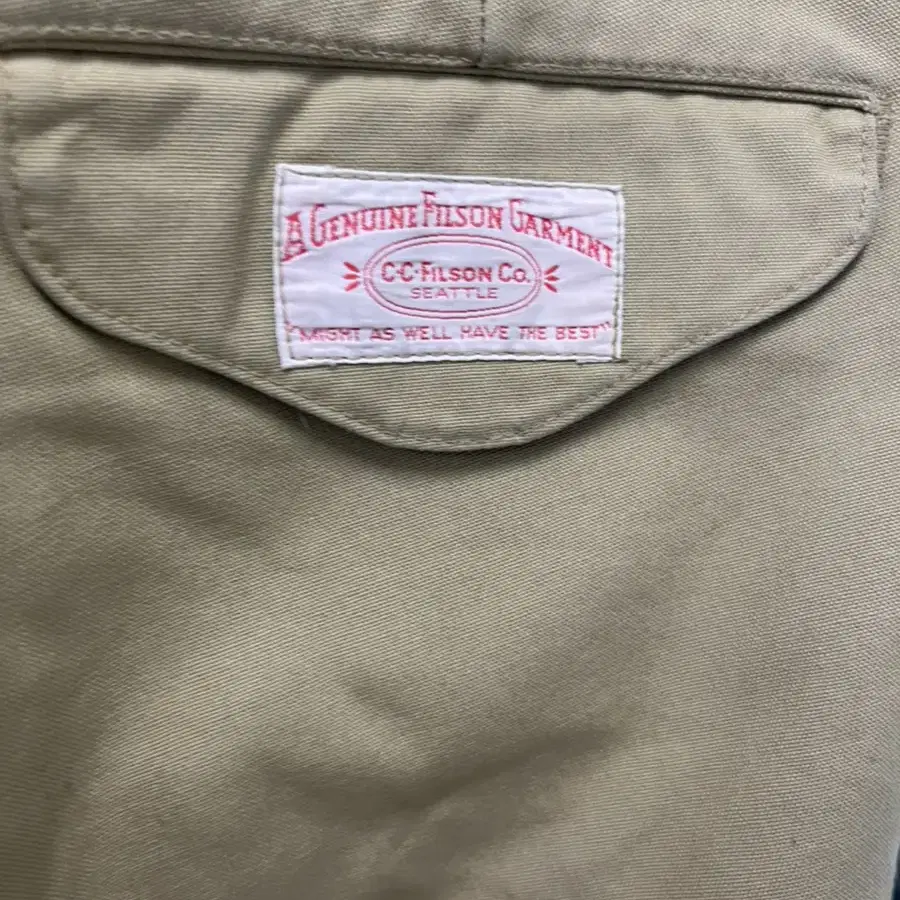 A GENUINE FILSON GARMENT
C·C·FILSON CO.
SEATTLE
"MIGHT AS WELL HAVE THE BEST"